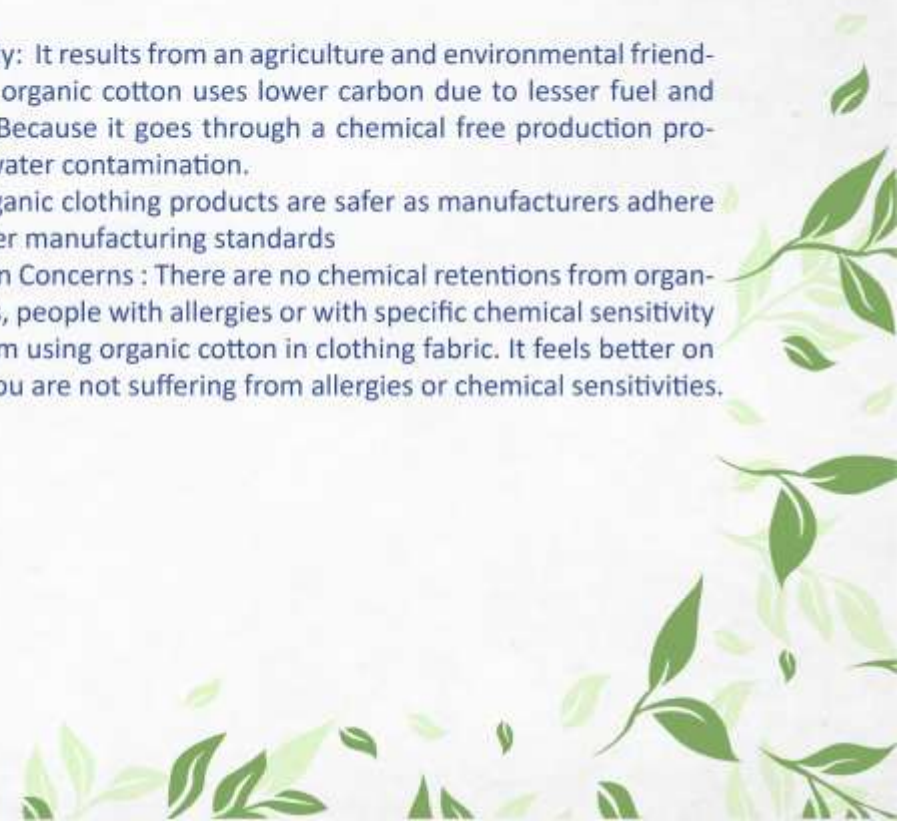 y: It results from an agriculture and environmental friend-
organic cotton uses lower carbon due to lesser fuel and
Because it goes through a chemical free production pro-
water contamination.
ganic clothing products are safer as manufacturers adhere
er manufacturing standards
n Concerns : There are no chemical retentions from organ-
s, people with allergies or with specific chemical sensitivity
m using organic cotton in clothing fabric. It feels better on
ou are not suffering from allergies or chemical sensitivities.